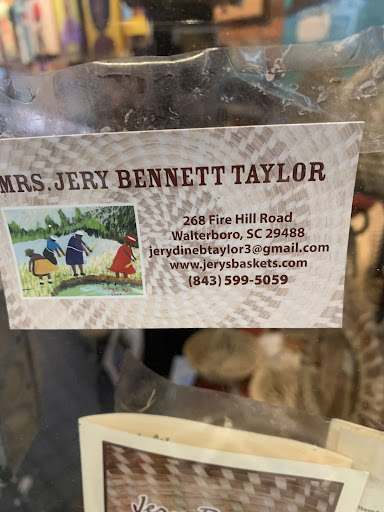 MRS. JERY BENNETT TAYLOR
268 Fire Hill Road
Walterboro, SC 29488
jerydinebtaylor3@gmail.com
www.jerysbaskets.com
(843) 599-5059